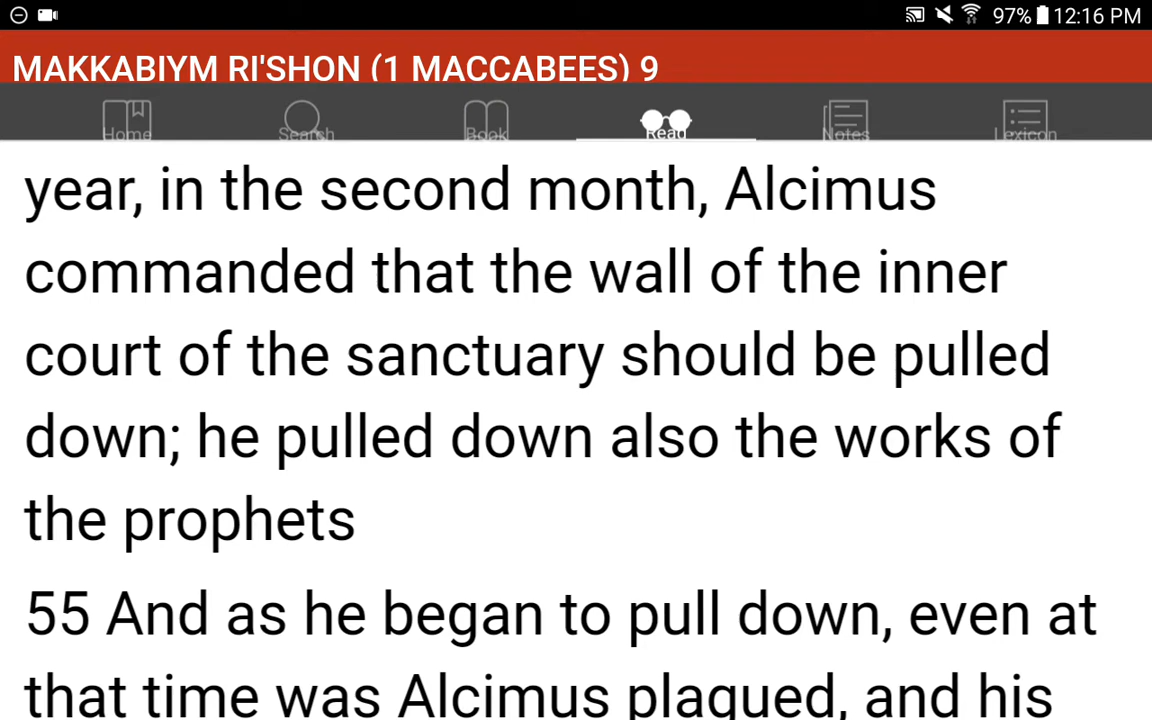 97% 12:16 PM
MAKKABIYM RI'SHON (1 MACCABEES) 9
Home Search Book Read Notes Lexicon
year, in the second month, Alcimus
commanded that the wall of the inner
court of the sanctuary should be pulled
down; he pulled down also the works of
the prophets
55 And as he began to pull down, even at
that time was Alcimus plagued, and his